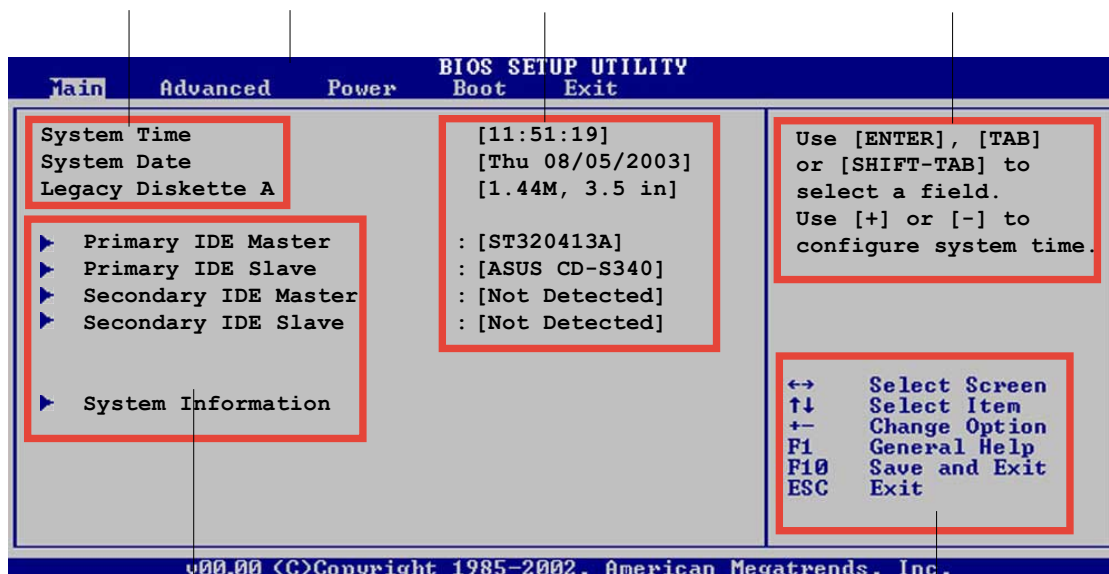 BIOS SETUP UTILITY
Main Advanced Power Boot Exit
System Time [11:51:19]
System Date [Thu 08/05/2003]
Legacy Diskette A [1.44M, 3.5 in]
Primary IDE Master : [ST320413A]
Primary IDE Slave : [ASUS CD-S340]
Secondary IDE Master : [Not Detected]
Secondary IDE Slave : [Not Detected]
System Information
Use [ENTER], [TAB]
or [SHIFT-TAB] to
select a field.
Use [+] or [-] to
configure system time.
←→ Select Screen
↑↓ Select Item
+- Change Option
F1 General Help
F10 Save and Exit
ESC Exit
v00.00 (C)Copyright 1985-2002, American Megatrends, Inc.